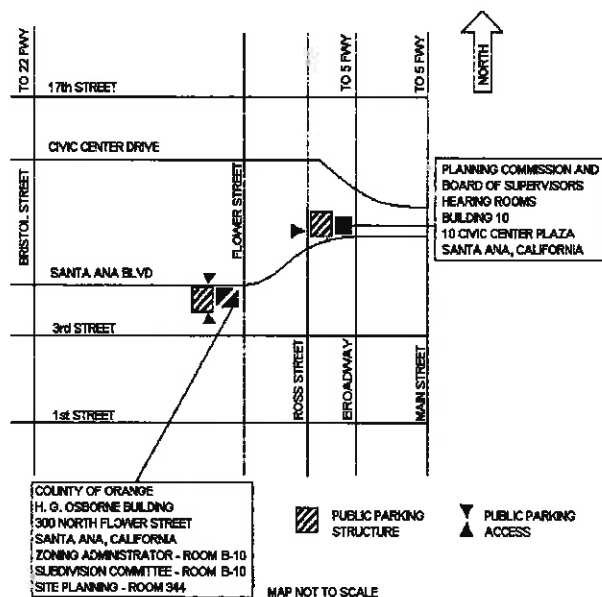 TO 22 FWY
TO 5 FWY
TO 5 FWY
NORTH
17th STREET
CIVIC CENTER DRIVE
BRISTOL STREET
FLOWER STREET
PLANNING COMMISSION AND
BOARD OF SUPERVISORS
HEARING ROOMS
BUILDING 10
10 CIVIC CENTER PLAZA
SANTA ANA, CALIFORNIA
SANTA ANA BLVD
3rd STREET
ROSS STREET
BROADWAY
MAIN STREET
1st STREET
COUNTY OF ORANGE
H. G. OSBORNE BUILDING
300 NORTH FLOWER STREET
SANTA ANA, CALIFORNIA
ZONING ADMINISTRATOR - ROOM B-10
SUBDIVISION COMMITTEE - ROOM B-10
SITE PLANNING - ROOM 344
PUBLIC PARKING
STRUCTURE
PUBLIC PARKING
ACCESS
MAP NOT TO SCALE